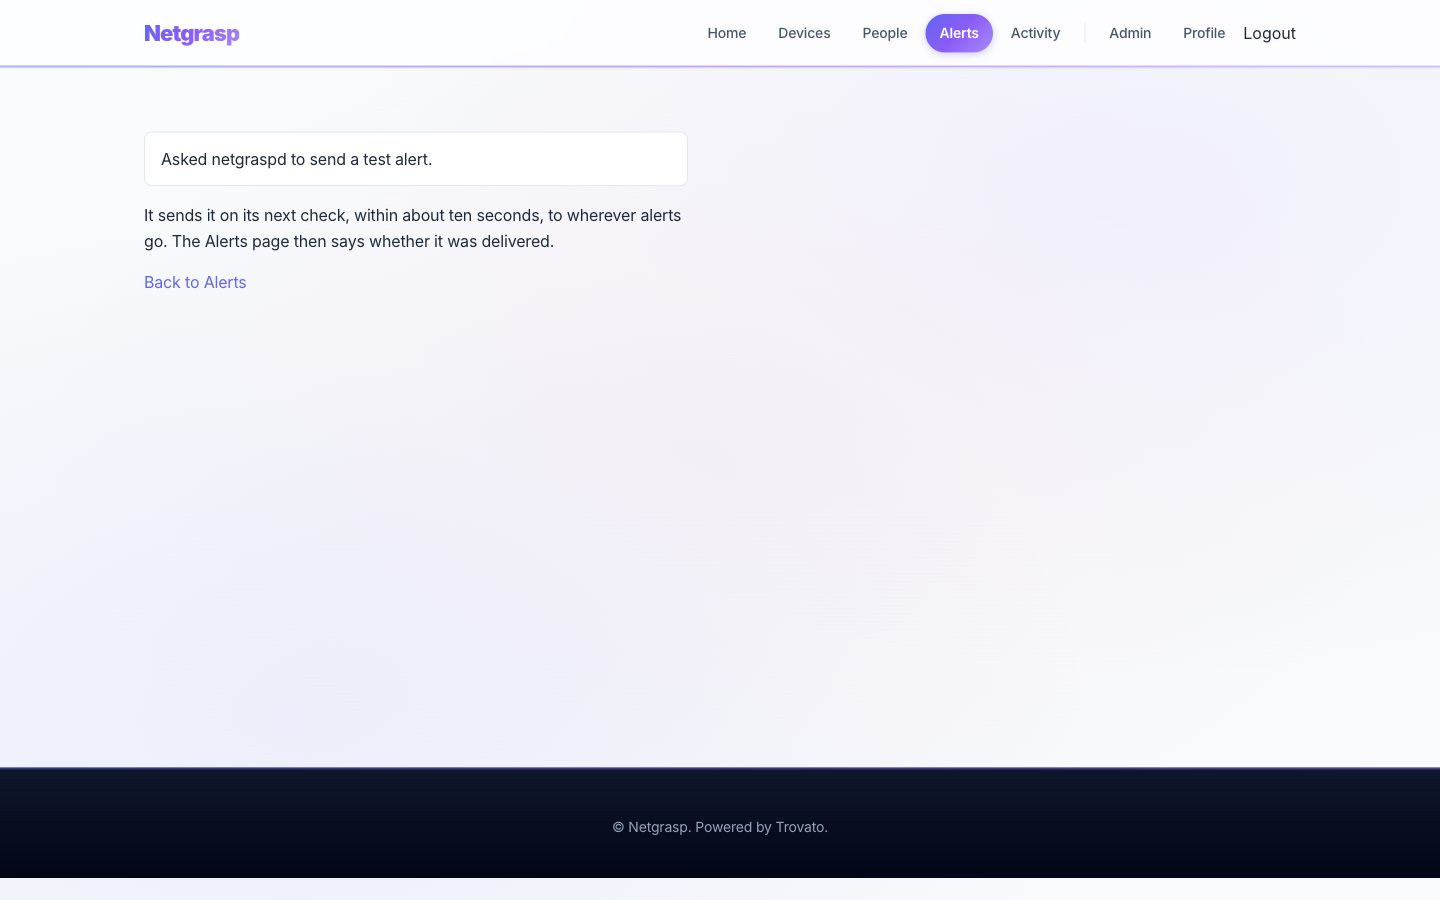 Netgrasp
Home Devices People Alerts Activity Admin Profile Logout
Asked netgraspd to send a test alert.
It sends it on its next check, within about ten seconds, to wherever alerts
go. The Alerts page then says whether it was delivered.
Back to Alerts
© Netgrasp. Powered by Trovato.